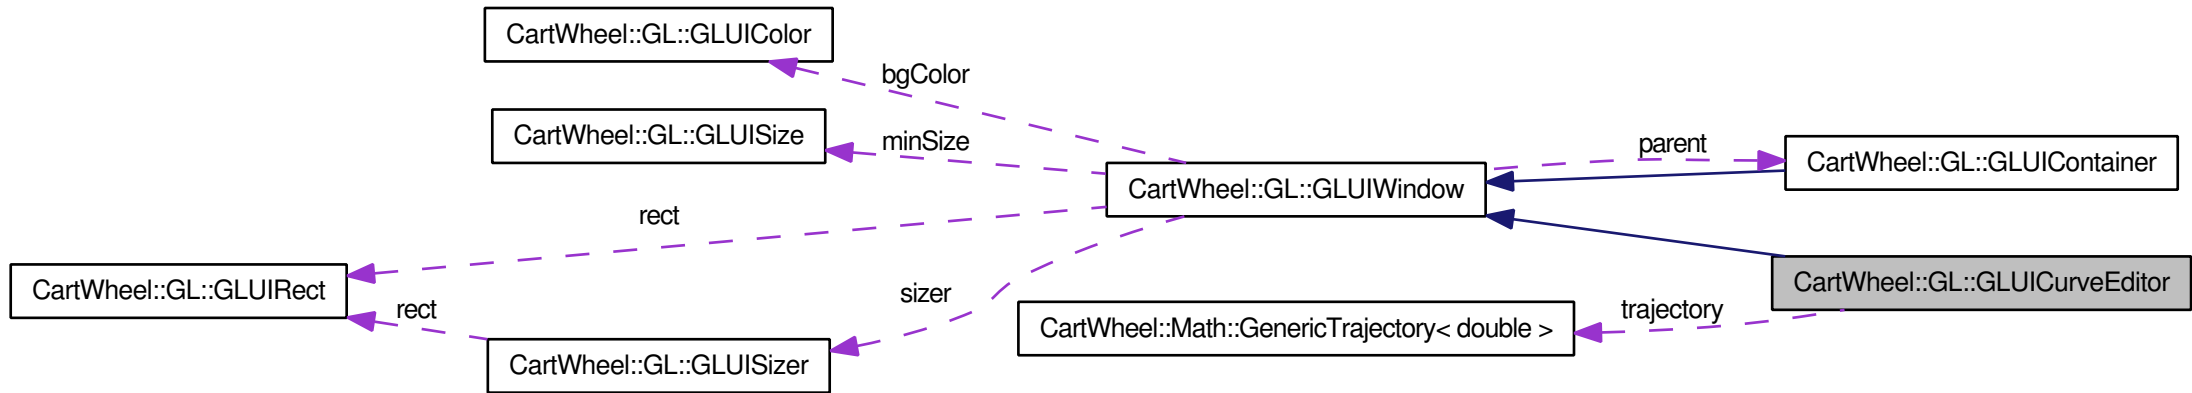 CartWheel::GL::GLUIColor
bgColor
CartWheel::GL::GLUISize
minSize
parent
CartWheel::GL::GLUIContainer
CartWheel::GL::GLUIWindow
rect
CartWheel::GL::GLUIRect
rect
sizer
CartWheel::GL::GLUICurveEditor
trajectory
CartWheel::Math::GenericTrajectory< double >
CartWheel::GL::GLUISizer